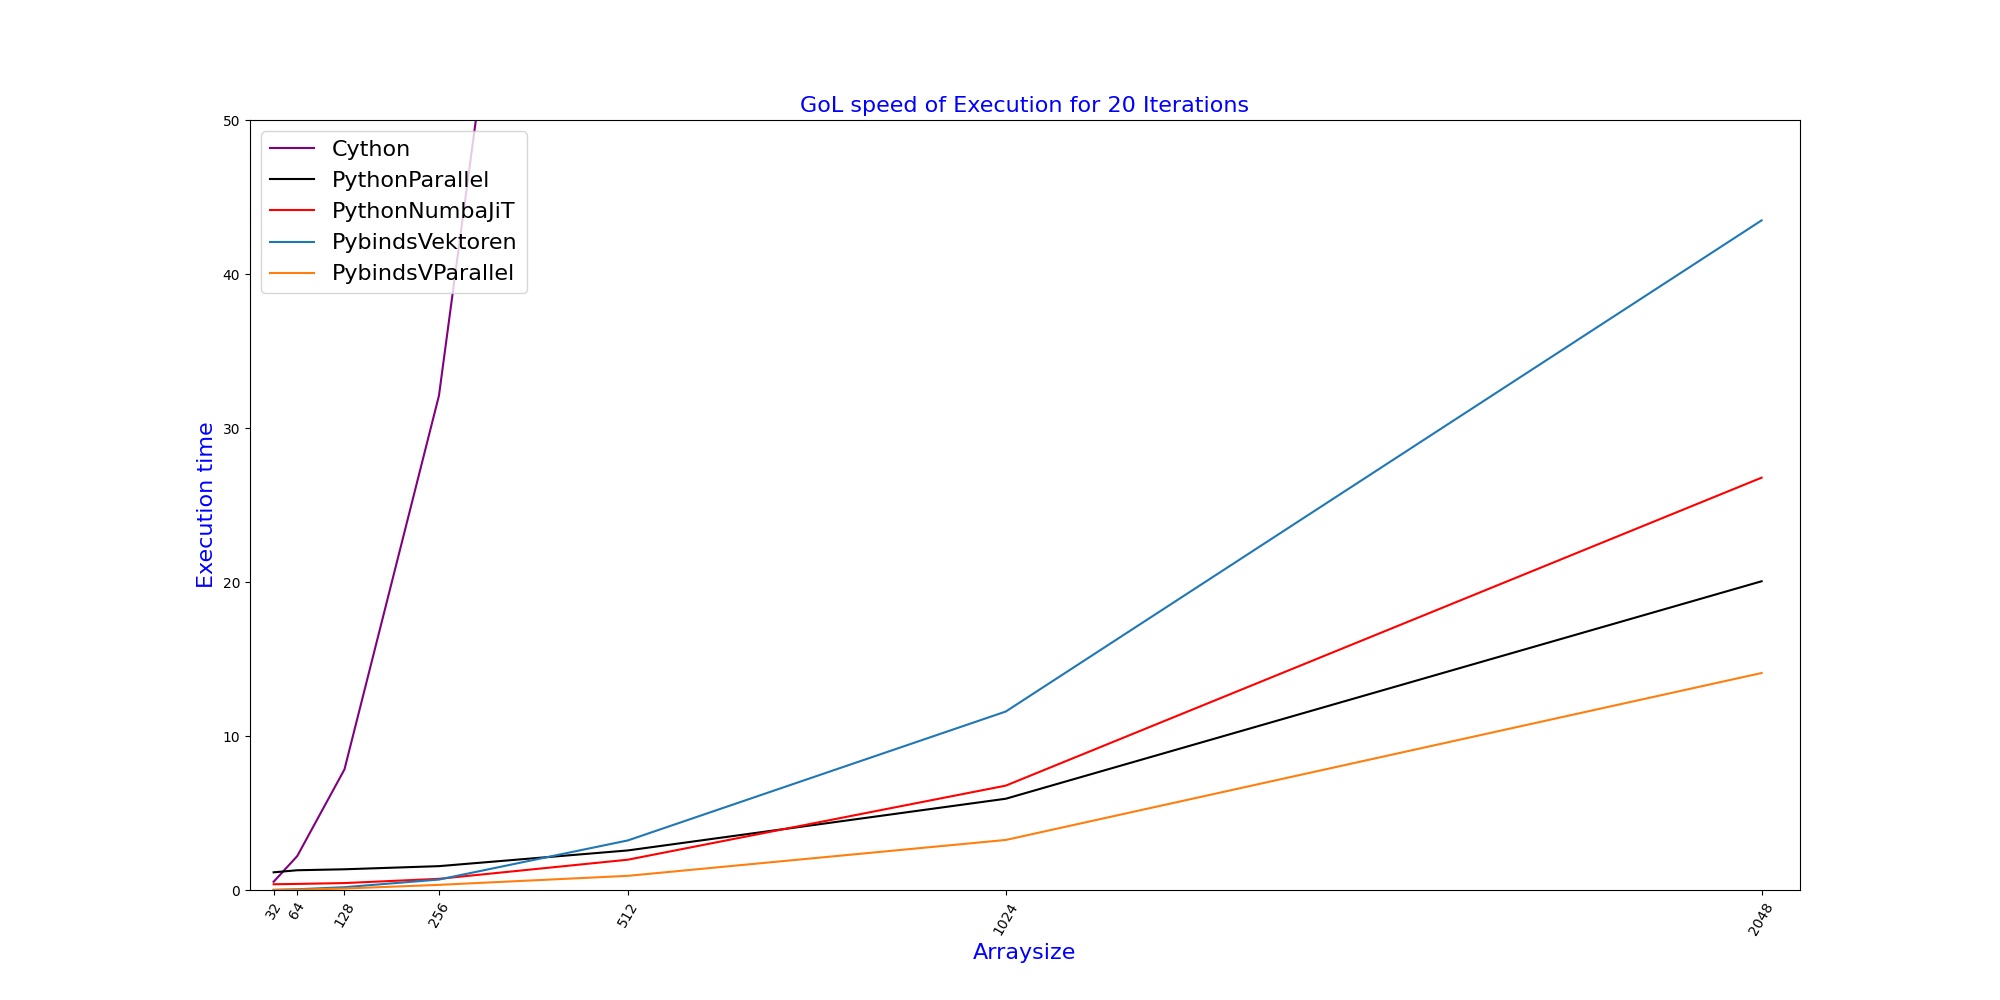 GoL speed of Execution for 20 Iterations
50
40
30
20
10
0
Execution time
Cython
PythonParallel
PythonNumbaJiT
PybindsVektoren
PybindsVParallel
32
64
128
256
512
1024
2048
Arraysize